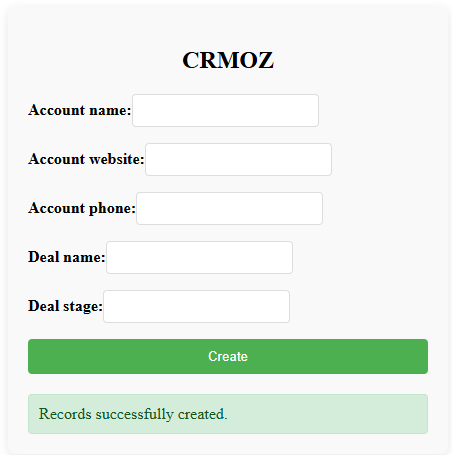 CRMOZ
Account name:
Account website:
Account phone:
Deal name:
Deal stage:
Create
Records successfully created.